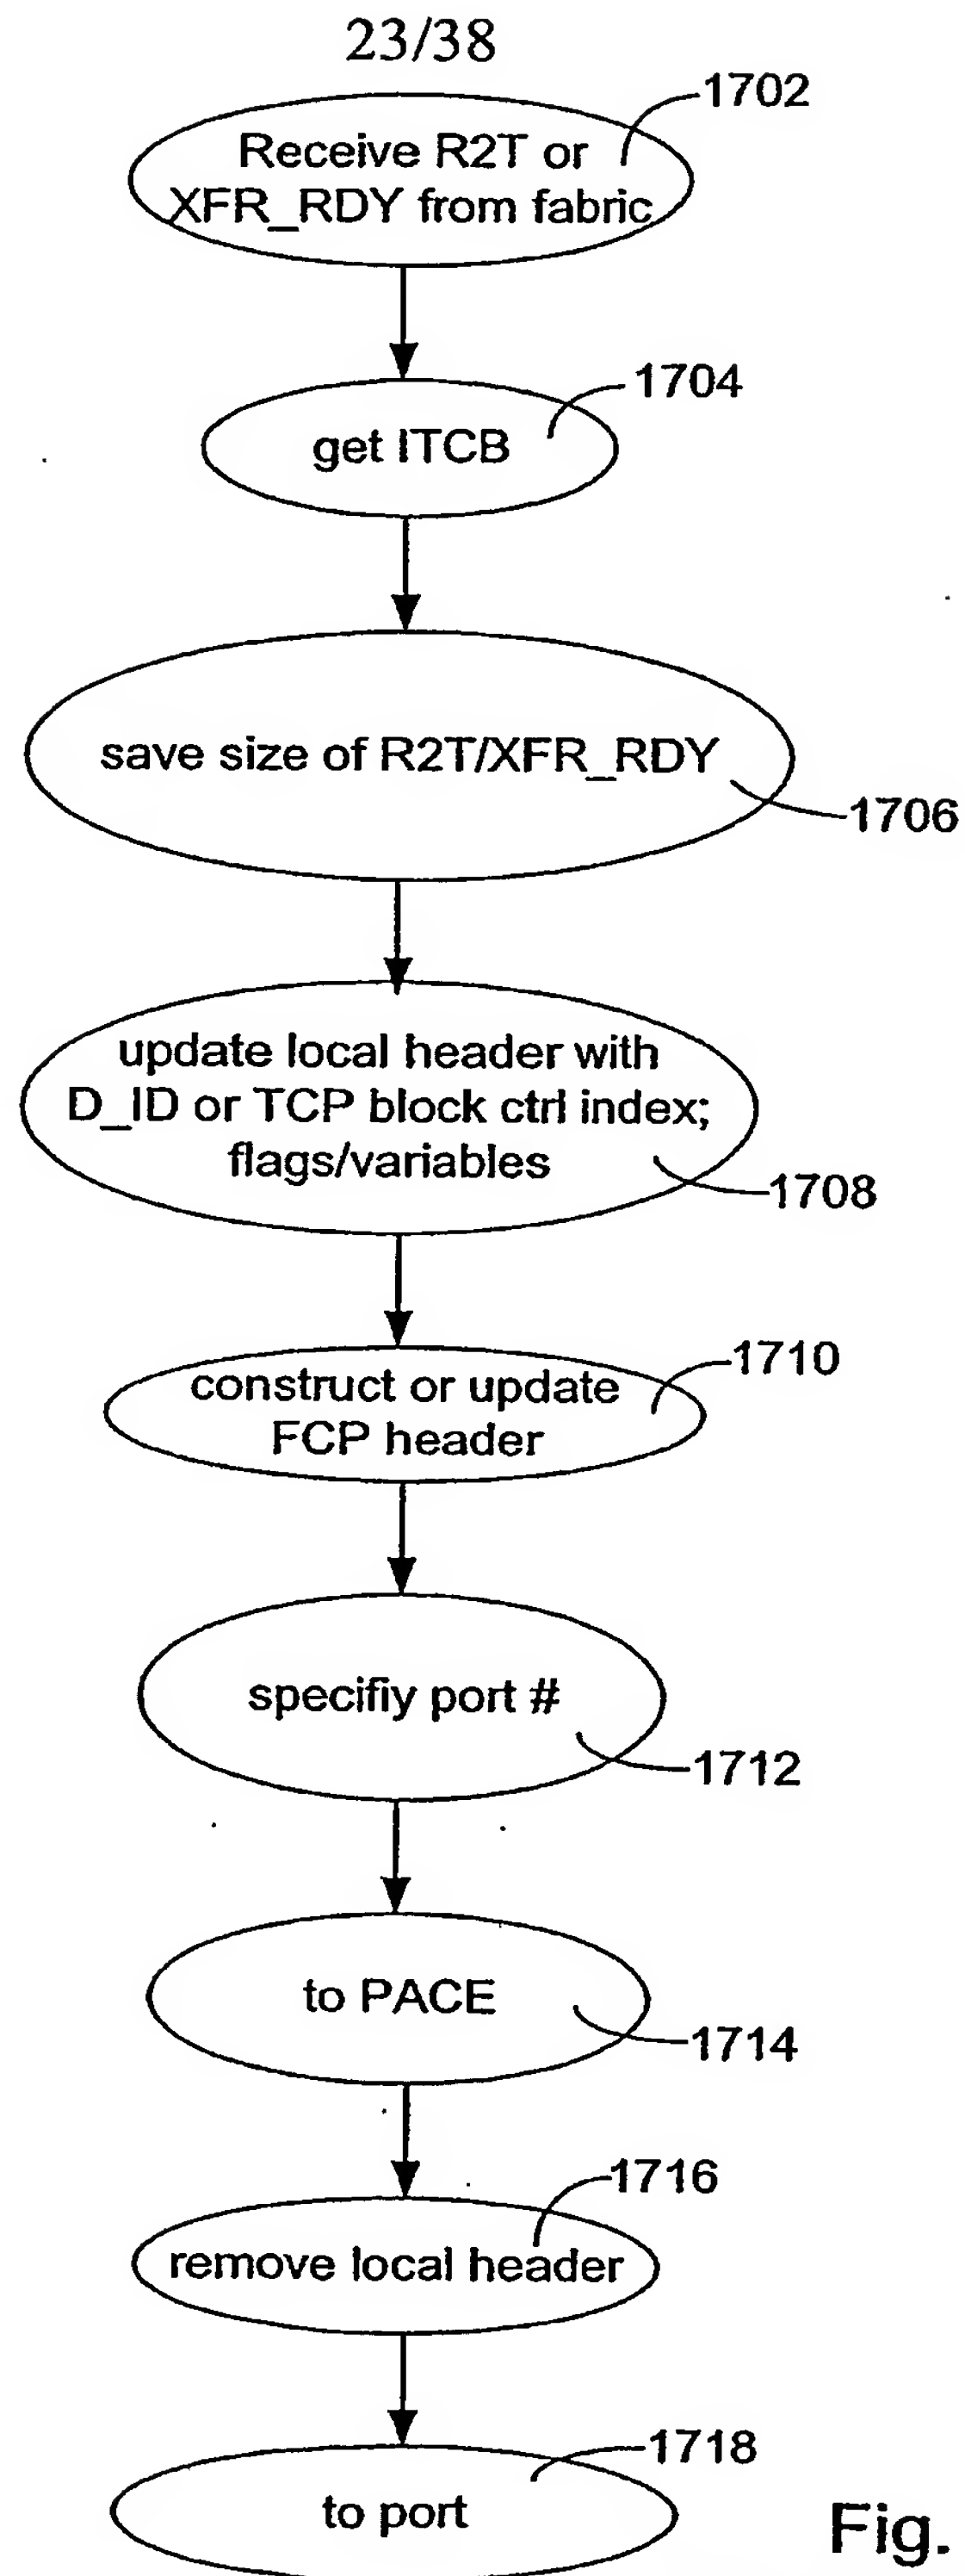 23/38
1702
Receive R2T or
XFR_RDY from fabric
1704
get ITCB
save size of R2T/XFR_RDY
1706
update local header with
D_ID or TCP block ctrl index;
flags/variables
1708
1710
construct or update
FCP header
specifiy port #
1712
to PACE
1714
1716
remove local header
1718
to port
Fig.